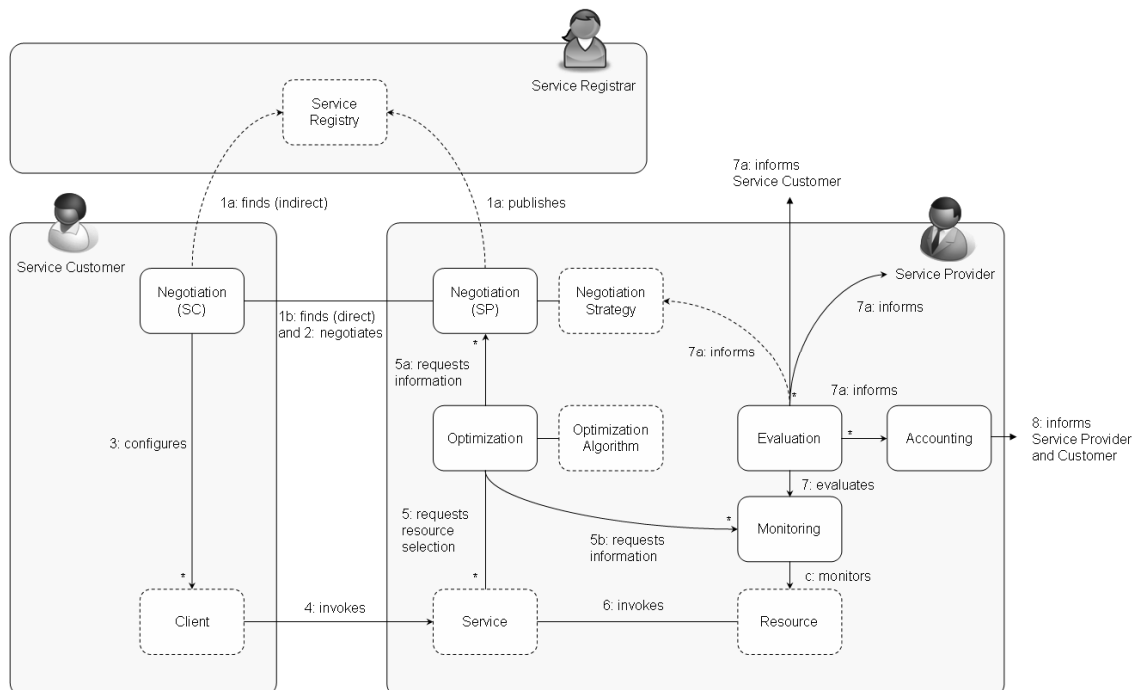 Service Registrar
Service
Registry
7a: informs
Service Customer
1a: finds (indirect)
1a: publishes
Service Customer
Service Provider
Negotiation
(SC)
1b: finds (direct)
and 2: negotiates
Negotiation
(SP)
Negotiation
Strategy
*
5a: requests
information
7a: informs
7a: informs
7a: informs
*
3: configures
Optimization
Optimization
Algorithm
Evaluation
*
Accounting
8: informs
Service Provider
and Customer
7: evaluates
5: requests
resource
selection
5b: requests
information
*
Monitoring
c: monitors
*
*
Client
4: invokes
Service
6: invokes
Resource